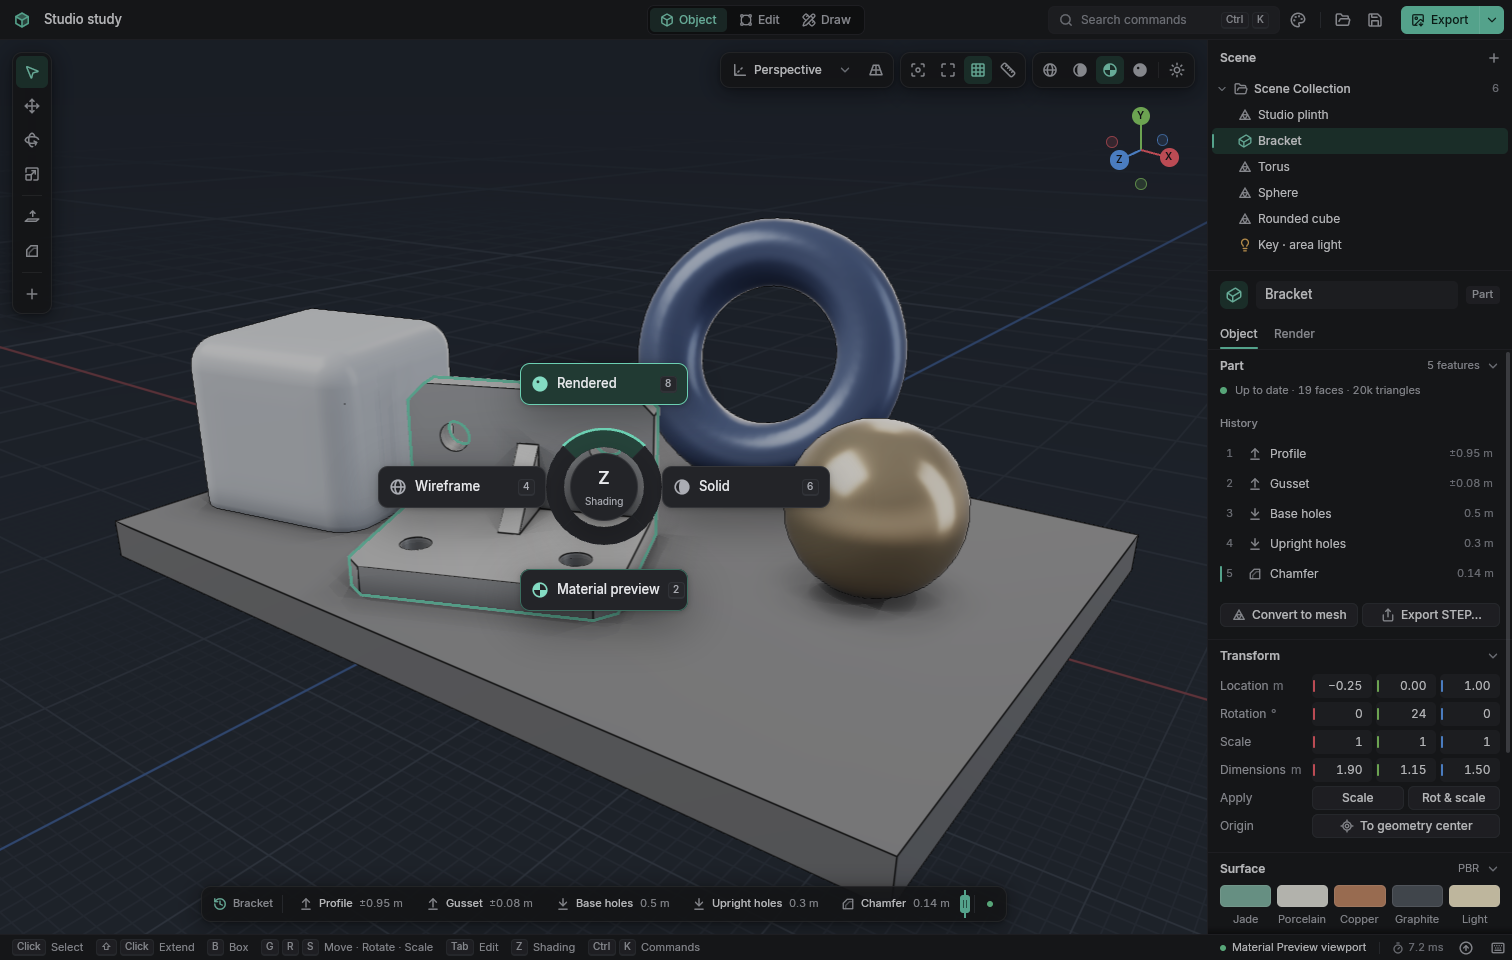 Studio study
Object
Edit
Draw
Search commands
Ctrl K
Export
Perspective
Y
X
Z
Rendered 8
Wireframe 4
Z
Shading
Solid 6
Material preview 2
Scene
Scene Collection 6
Studio plinth
Bracket
Torus
Sphere
Rounded cube
Key · area light
Bracket Part
Object Render
Part 5 features
Up to date · 19 faces · 20k triangles
History
1 Profile ±0.95 m
2 Gusset ±0.08 m
3 Base holes 0.5 m
4 Upright holes 0.3 m
5 Chamfer 0.14 m
Convert to mesh Export STEP...
Transform
Location m −0.25 0.00 1.00
Rotation ° 0 24 0
Scale 1 1 1
Dimensions m 1.90 1.15 1.50
Apply Scale Rot & scale
Origin To geometry center
Surface PBR
Jade Porcelain Copper Graphite Light
Bracket Profile ±0.95 m Gusset ±0.08 m Base holes 0.5 m Upright holes 0.3 m Chamfer 0.14 m
Click Select ⇧ Click Extend B Box G R S Move · Rotate · Scale Tab Edit Z Shading Ctrl K Commands
Material Preview viewport 7.2 ms